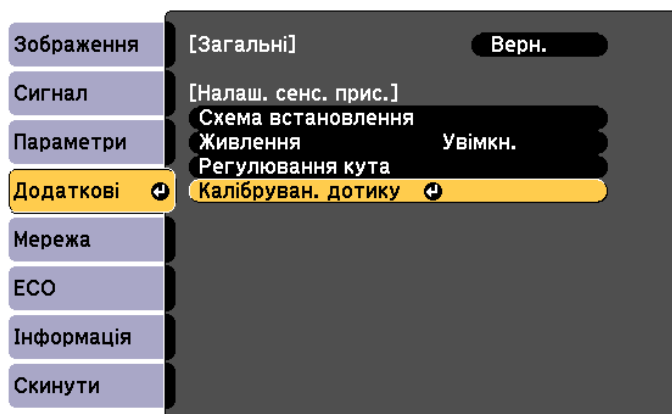 Зображення
Сигнал
Параметри
Додаткові
Мережа
ECO
Інформація
Скинути
[Загальні] Верн.
[Налаш. сенс. прис.]
Схема встановлення
Живлення Увімкн.
Регулювання кута
Калібруван. дотику